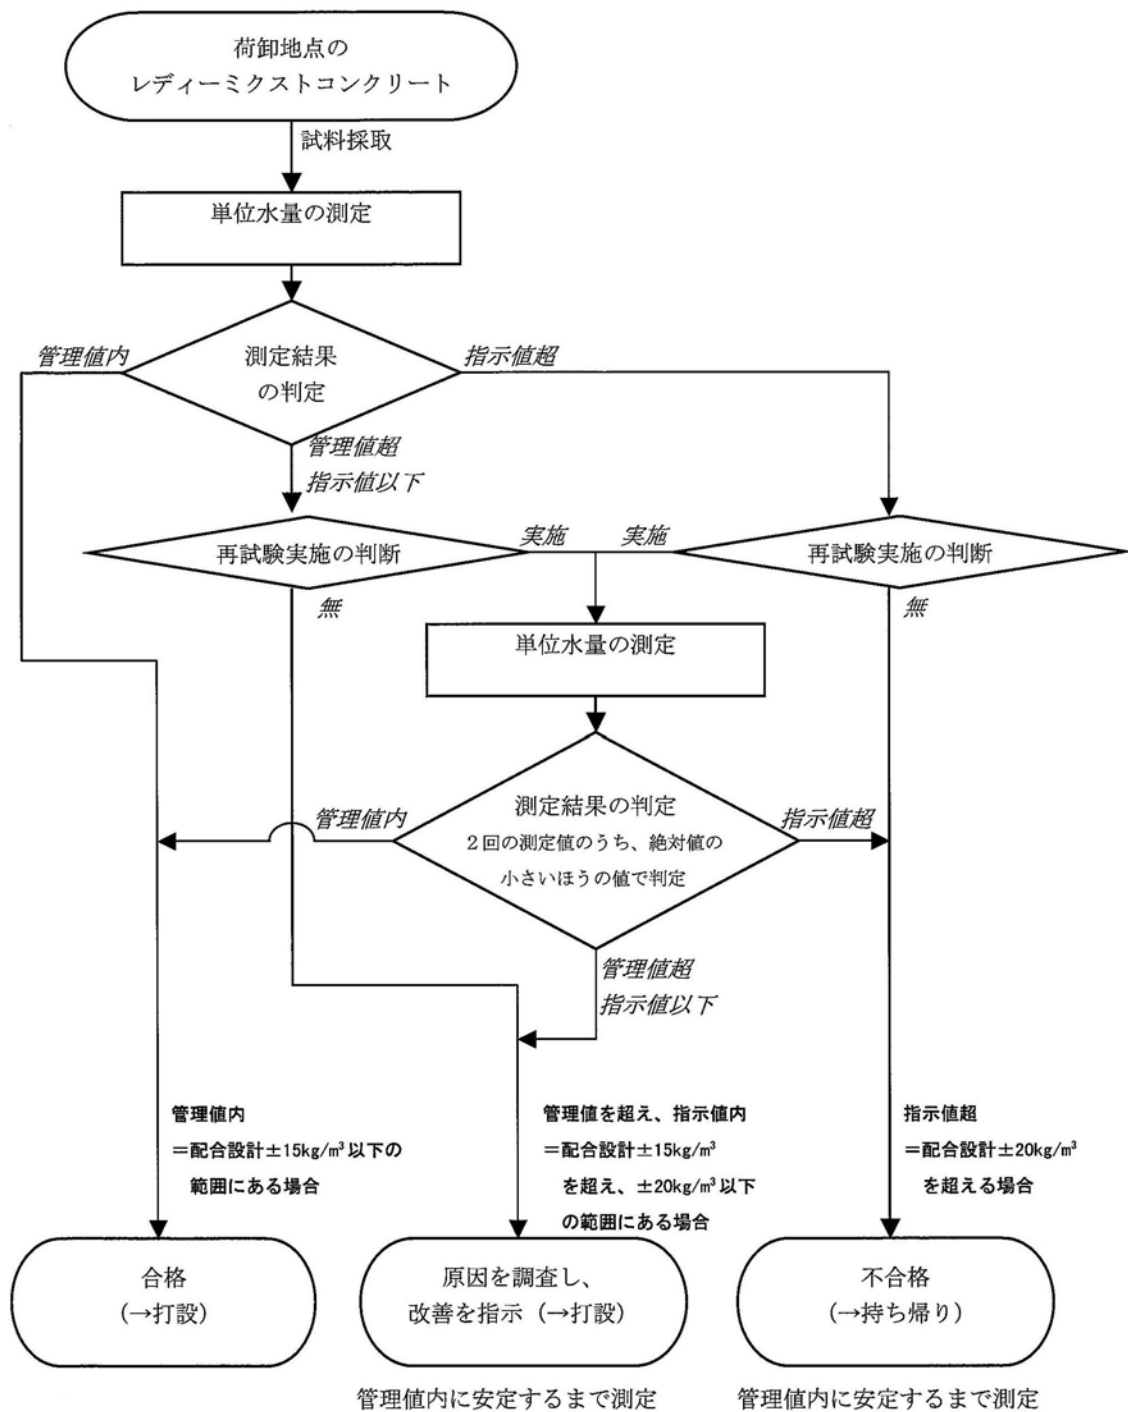 荷卸地点の
レディーミクストコンクリート
試料採取
単位水量の測定
管理値内
測定結果
の判定
指示値超
管理値超
指示値以下
再試験実施の判断
実施
実施
再試験実施の判断
無
無
単位水量の測定
管理値内
測定結果の判定
2回の測定値のうち、絶対値の
小さいほうの値で判定
指示値超
管理値超
指示値以下
管理値内
＝配合設計±15kg/㎥以下の
範囲にある場合
管理値を超え、指示値内
＝配合設計±15kg/㎥
を超え、±20kg/㎥以下
の範囲にある場合
指示値超
＝配合設計±20kg/㎥
を超える場合
合格
(→打設)
原因を調査し、
改善を指示（→打設）
不合格
(→持ち帰り)
管理値内に安定するまで測定
管理値内に安定するまで測定